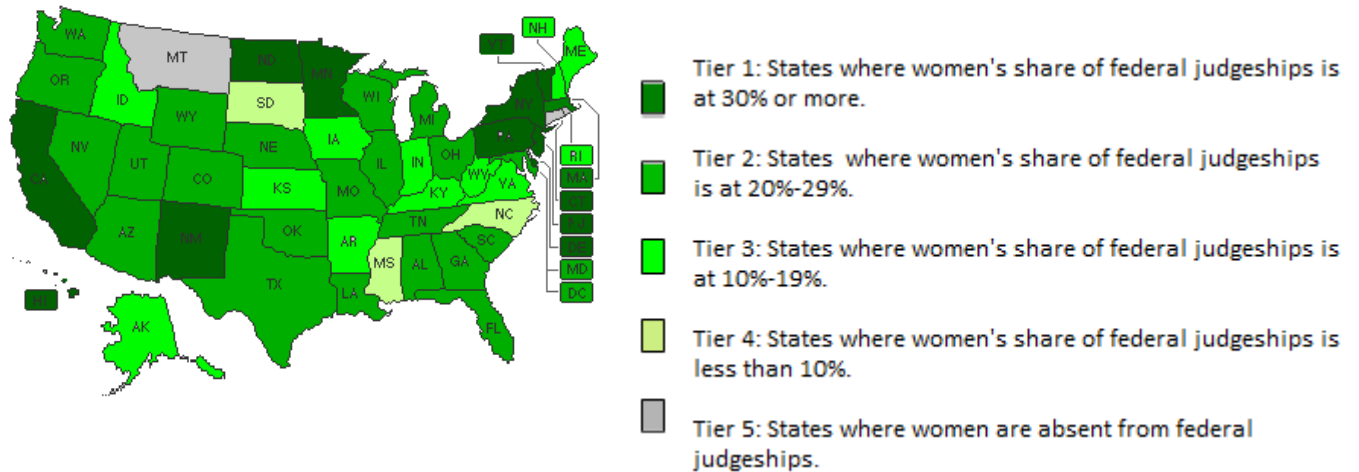 WA
OR
CA
NV
ID
MT
WY
UT
CO
AZ
NM
ND
SD
NE
KS
OK
TX
MN
IA
MO
AR
LA
WI
IL
MS
MI
IN
KY
TN
AL
OH
WV
VA
NC
SC
GA
FL
PA
NY
VT
NH
ME
RI
MA
CT
NJ
DE
MD
DC
HI
AK
Tier 1: States where women's share of federal judgeships is
at 30% or more.
Tier 2: States where women's share of federal judgeships
is at 20%-29%.
Tier 3: States where women's share of federal judgeships is
at 10%-19%.
Tier 4: States where women's share of federal judgeships is
less than 10%.
Tier 5: States where women are absent from federal
judgeships.